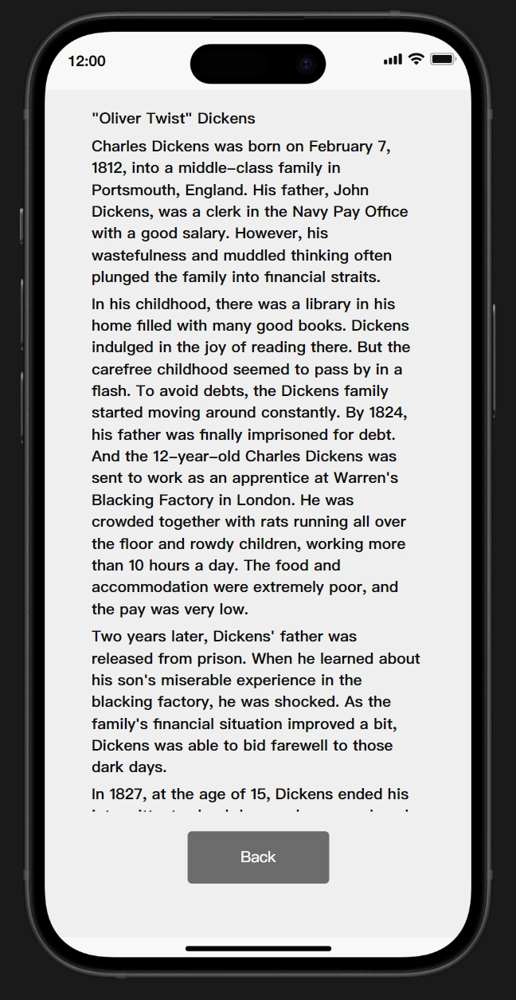 12:00
"Oliver Twist" Dickens
Charles Dickens was born on February 7,
1812, into a middle-class family in
Portsmouth, England. His father, John
Dickens, was a clerk in the Navy Pay Office
with a good salary. However, his
wastefulness and muddled thinking often
plunged the family into financial straits.
In his childhood, there was a library in his
home filled with many good books. Dickens
indulged in the joy of reading there. But the
carefree childhood seemed to pass by in a
flash. To avoid debts, the Dickens family
started moving around constantly. By 1824,
his father was finally imprisoned for debt.
And the 12-year-old Charles Dickens was
sent to work as an apprentice at Warren's
Blacking Factory in London. He was
crowded together with rats running all over
the floor and rowdy children, working more
than 10 hours a day. The food and
accommodation were extremely poor, and
the pay was very low.
Two years later, Dickens' father was
released from prison. When he learned about
his son's miserable experience in the
blacking factory, he was shocked. As the
family's financial situation improved a bit,
Dickens was able to bid farewell to those
dark days.
In 1827, at the age of 15, Dickens ended his
Back